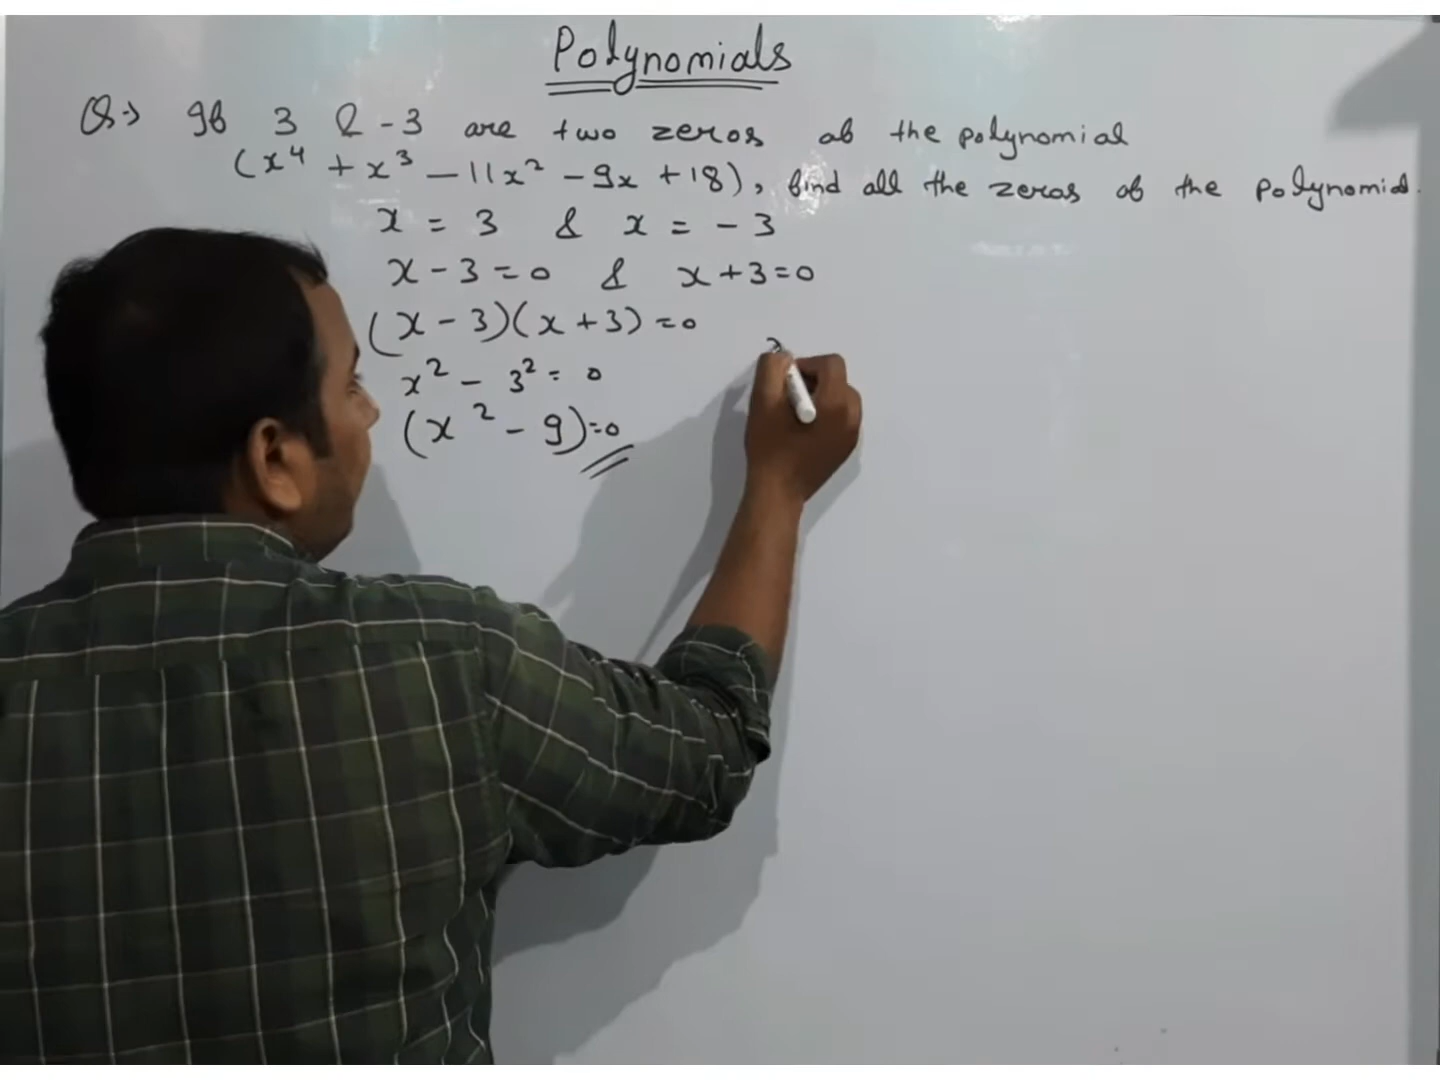 Polynomials
Q→ If 3 & -3 are two zeros of the polynomial
(x⁴ + x³ - 11x² - 9x + 18), find all the zeros of the polynomial.
x = 3 & x = - 3
x - 3 = 0 & x + 3 = 0
(x - 3)(x + 3) = 0
x² - 3² = 0
(x² - 9) = 0